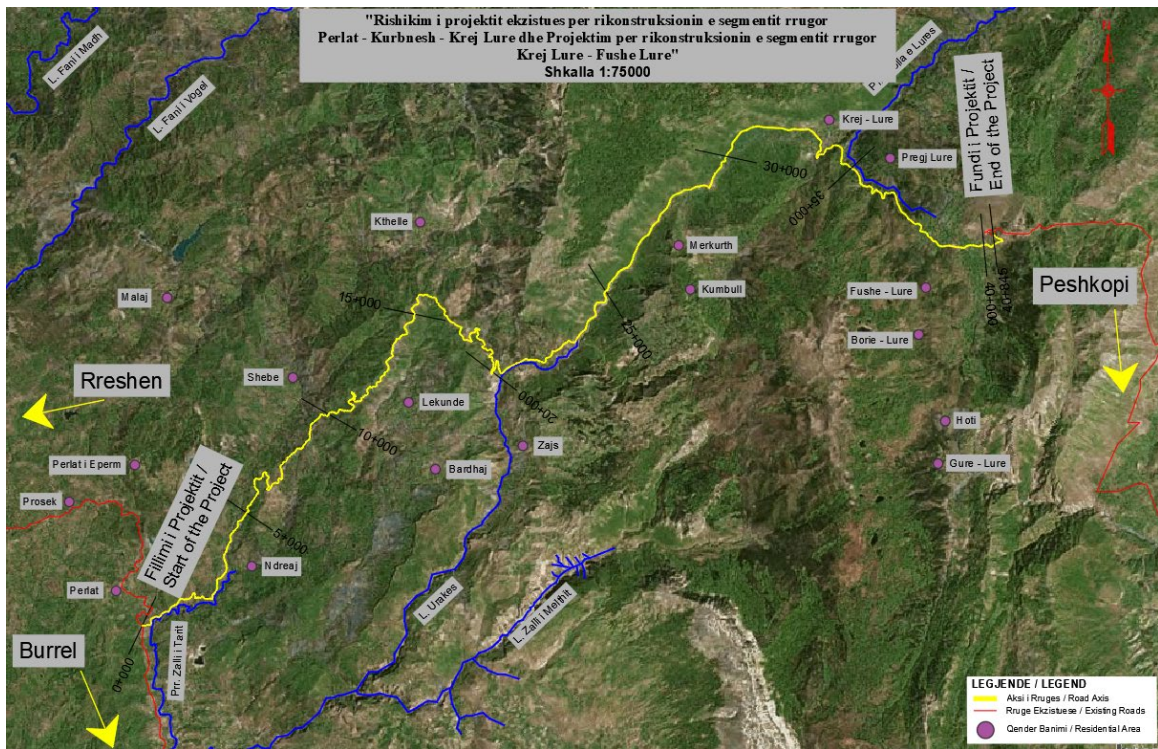 "Rishikim i projektit ekzistues per rikonstruksionin e segmentit rrugor
Perlat - Kurbnesh - Krej Lure dhe Projektim per rikonstruksionin e segmentit rrugor
Krej Lure - Fushe Lure"
Shkalla 1:75000
L. Fani i Madh
L. Fani i Vogel
e Lures
Krej - Lure
Pregj Lure
Fundi i Projektit /
End of the Project
30+000
35+000
Kthelle
Merkurth
Malaj
Kumbull
Fushe - Lure
40+000
Peshkopi
15+000
25+000
Borie - Lure
Rreshen
Shebe
Lekunde
20+000
10+000
Hoti
Zajs
Perlat i Eperm
Bardhaj
Gure - Lure
Prosek
Fillimi i Projektit /
Start of the Project
5+000
Ndreaj
Perlat
L. Urakes
L. Zalli i Melthit
Burrel
0+000
Prr. Zalli i Tarit
LEGJENDE / LEGEND
Aksi i Rruges / Road Axis
Rruge Ekzistuese / Existing Roads
Qender Banimi / Residential Area